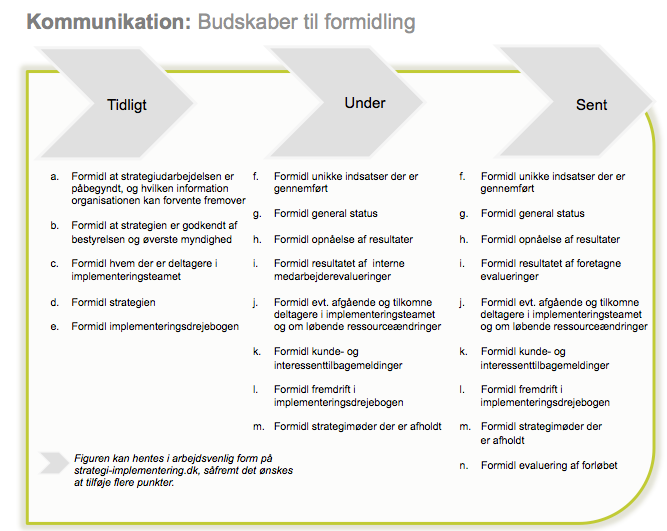 Kommunikation: Budskaber til formidling
Tidligt
a. Formidl at strategiudarbejdelsen er
påbegyndt, og hvilken information
organisationen kan forvente fremover
b. Formidl at strategien er godkendt af
bestyrelsen og øverste myndighed
c. Formidl hvem der er deltagere i
implementeringsteamet
d. Formidl strategien
e. Formidl implementeringsdrejebogen
Under
f. Formidl unikke indsatser der er
gennemført
g. Formidl general status
h. Formidl opnåelse af resultater
i. Formidl resultatet af interne
medarbejderevalueringer
j. Formidl evt. afgående og tilkomne
deltagere i implementeringsteamet
og om løbende ressourceændringer
k. Formidl kunde- og
interessenttilbagemeldinger
l. Formidl fremdrift i
implementeringsdrejebogen
m. Formidl strategimøder der er afholdt
Sent
f. Formidl unikke indsatser der er
gennemført
g. Formidl general status
h. Formidl opnåelse af resultater
i. Formidl resultatet af foretagne
evalueringer
j. Formidl evt. afgående og tilkomne
deltagere i implementeringsteamet
og om løbende ressourceændringer
k. Formidl kunde- og
interessenttilbagemeldinger
l. Formidl fremdrift i
implementeringsdrejebogen
m. Formidl strategimøder der
er afholdt
n. Formidl evaluering af forløbet
Figuren kan hentes i arbejdsvenlig form på
strategi-implementering.dk, såfremt det ønskes
at tilføje flere punkter.